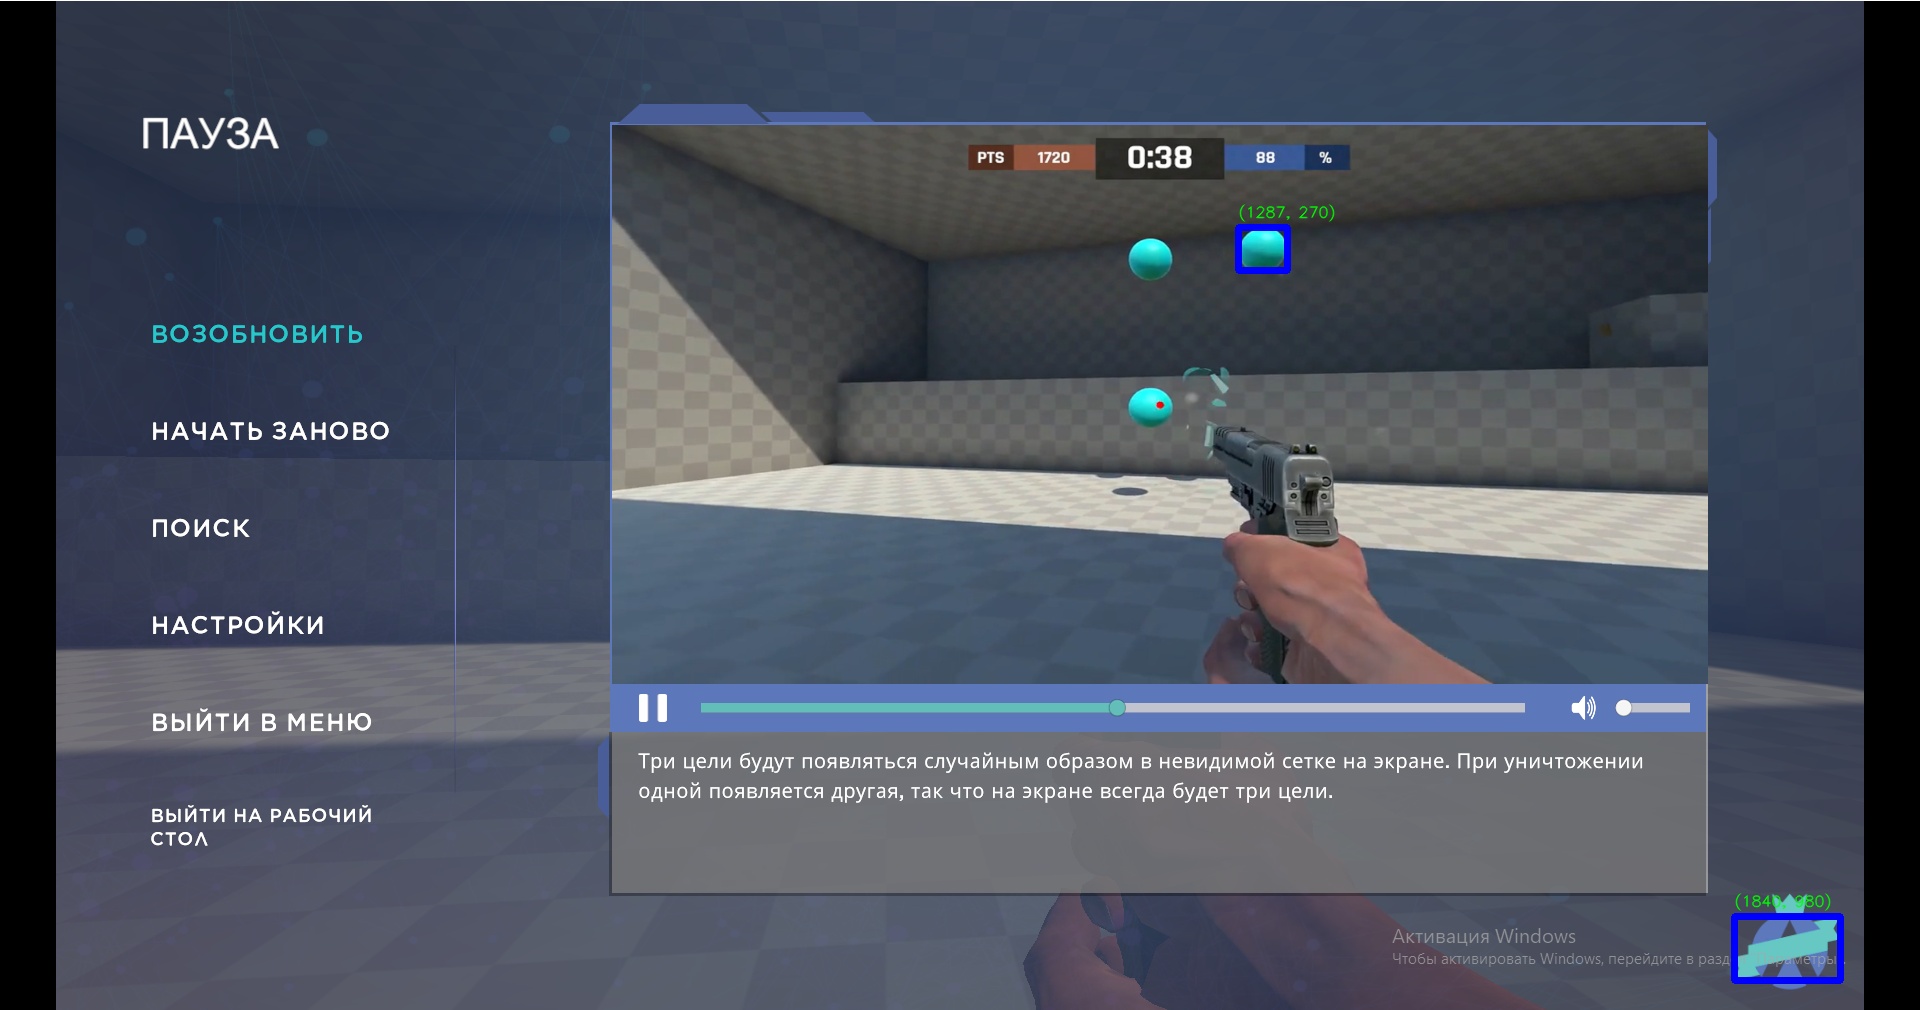 ПАУЗА
ВОЗОБНОВИТЬ
НАЧАТЬ ЗАНОВО
ПОИСК
НАСТРОЙКИ
ВЫЙТИ В МЕНЮ
ВЫЙТИ НА РАБОЧИЙ
СТОЛ
PTS 1720 0:38 88 %
(1287, 270)
Три цели будут появляться случайным образом в невидимой сетке на экране. При уничтожении
одной появляется другая, так что на экране всегда будет три цели.
Активация Windows
Чтобы активировать Windows, перейдите в